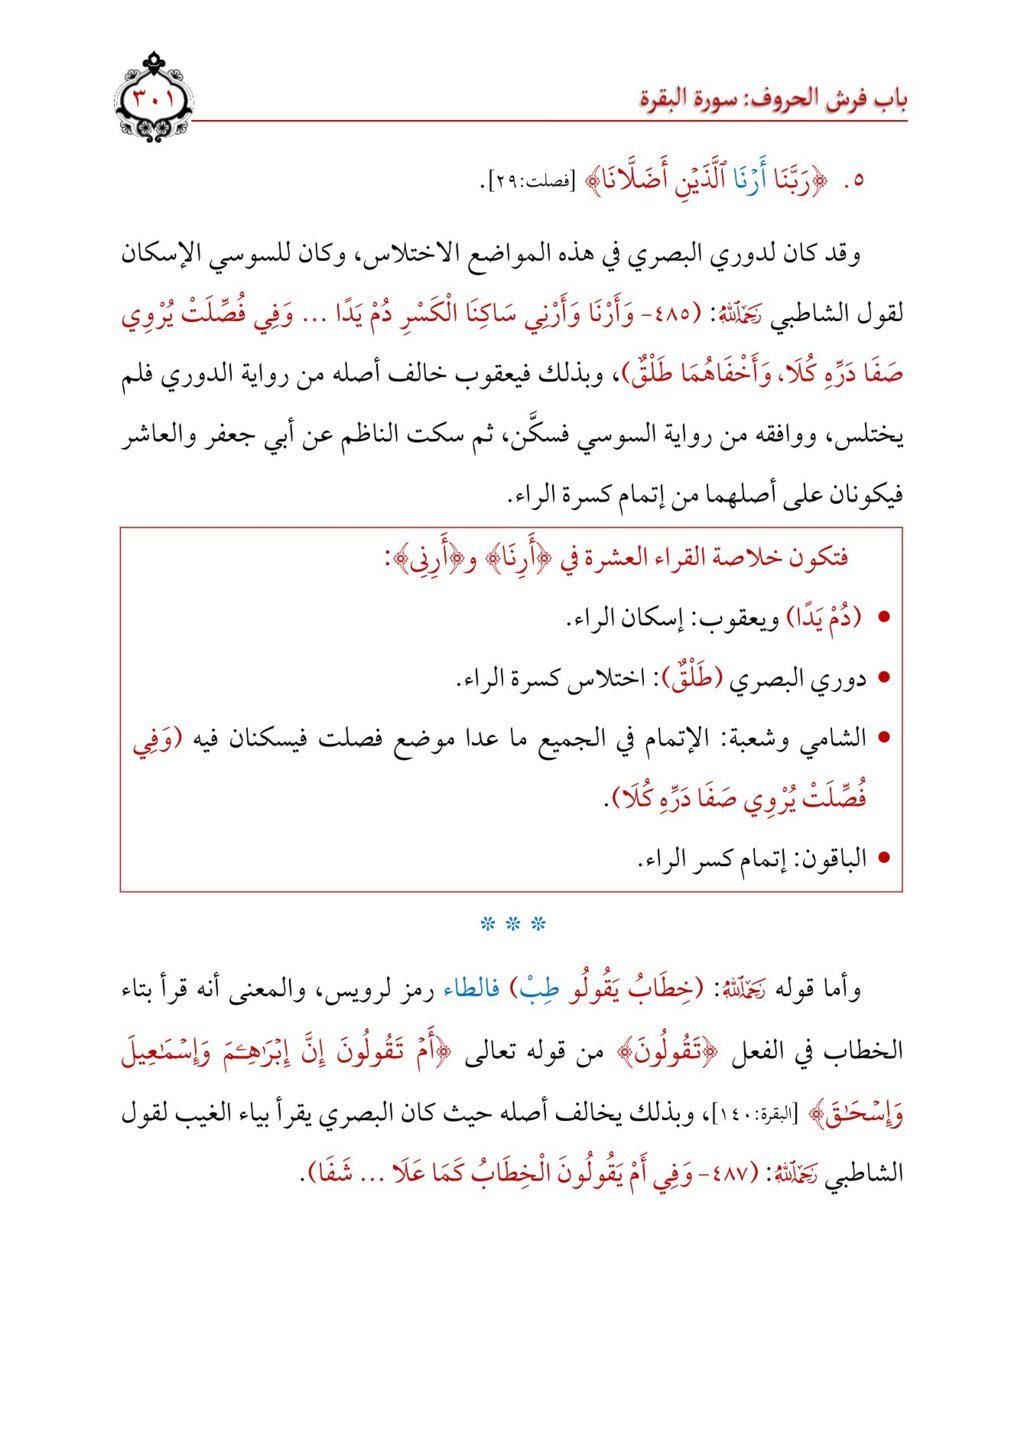 باب فرش الحروف: سورة البقرة
٣٠١
٥. ﴿رَبَّنَا أَرۡنَا ٱلَّذَيۡنِ أَضَلَّانَا﴾ [فصلت:٢٩].
وقد كان لدوري البصري في هذه المواضع الاختلاس، وكان للسوسي الإسكان
لقول الشاطبي رَحِمَهُ ٱللَّهُ: (٤٨٥- وَأَرْنَا وَأَرْنِي سَاكِنَا الْكَسْرِ دُمْ يَدًا ... وَفِي فُصِّلَتْ يُرْوِي
صَفَا دَرِّهِ كُلَا، وَأَخْفَاهُمَا طَلْقٌ)، وبذلك فيعقوب خالف أصله من رواية الدوري فلم
يختلس، ووافقه من رواية السوسي فسكَّن، ثم سكت الناظم عن أبي جعفر والعاشر
فيكونان على أصلهما من إتمام كسرة الراء.
فتكون خلاصة القراء العشرة في ﴿أَرِنَا﴾ و﴿أَرِنِى﴾:
• (دُمْ يَدًا) ويعقوب: إسكان الراء.
• دوري البصري (طَلْقٌ): اختلاس كسرة الراء.
• الشامي وشعبة: الإتمام في الجميع ما عدا موضع فصلت فيسكنان فيه (وَفِي
فُصِّلَتْ يُرْوِي صَفَا دَرِّهِ كُلَا).
• الباقون: إتمام كسر الراء.
* * *
وأما قوله رَحِمَهُ ٱللَّهُ: (خِطَابُ يَقُولُو طِبْ) فالطاء رمز لرويس، والمعنى أنه قرأ بتاء
الخطاب في الفعل ﴿تَقُولُونَ﴾ من قوله تعالى ﴿أَمۡ تَقُولُونَ إِنَّ إِبۡرَٰهِـۧمَ وَإِسۡمَٰعِيلَ
وَإِسۡحَٰقَ﴾ [البقرة:١٤٠]، وبذلك يخالف أصله حيث كان البصري يقرأ بياء الغيب لقول
الشاطبي رَحِمَهُ ٱللَّهُ: (٤٨٧- وَفِي أَمْ يَقُولُونَ الْخِطَابُ كَمَا عَلَا ... شَفَا).